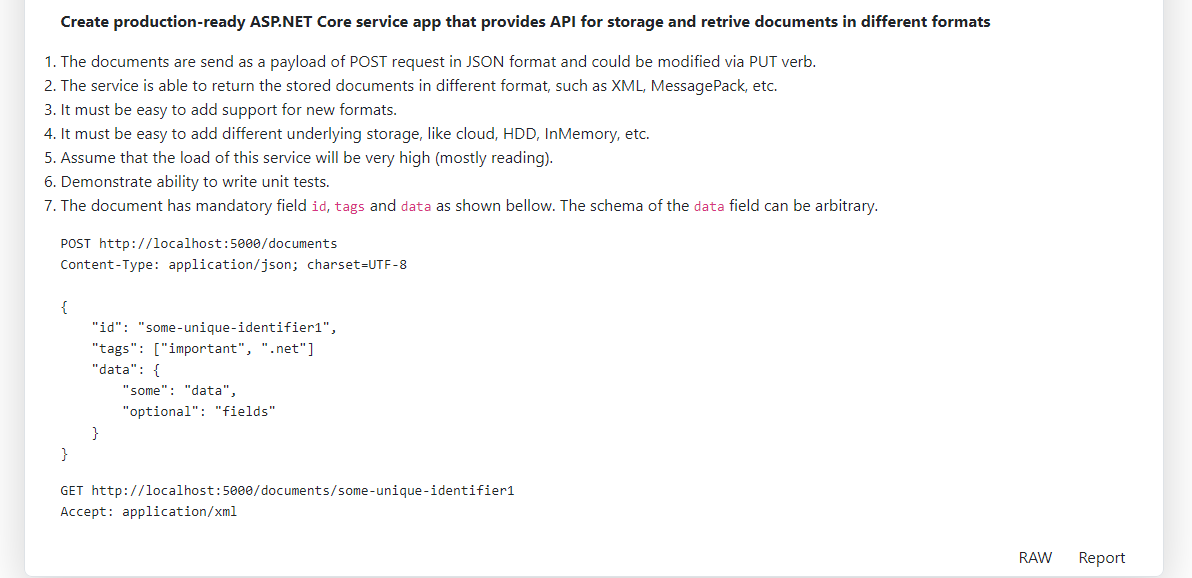 Create production-ready ASP.NET Core service app that provides API for storage and retrive documents in different formats
1. The documents are send as a payload of POST request in JSON format and could be modified via PUT verb.
2. The service is able to return the stored documents in different format, such as XML, MessagePack, etc.
3. It must be easy to add support for new formats.
4. It must be easy to add different underlying storage, like cloud, HDD, InMemory, etc.
5. Assume that the load of this service will be very high (mostly reading).
6. Demonstrate ability to write unit tests.
7. The document has mandatory field id, tags and data as shown bellow. The schema of the data field can be arbitrary.
POST http://localhost:5000/documents
Content-Type: application/json; charset=UTF-8
{
"id": "some-unique-identifier1",
"tags": ["important", ".net"]
"data": {
"some": "data",
"optional": "fields"
}
}
GET http://localhost:5000/documents/some-unique-identifier1
Accept: application/xml
RAW Report